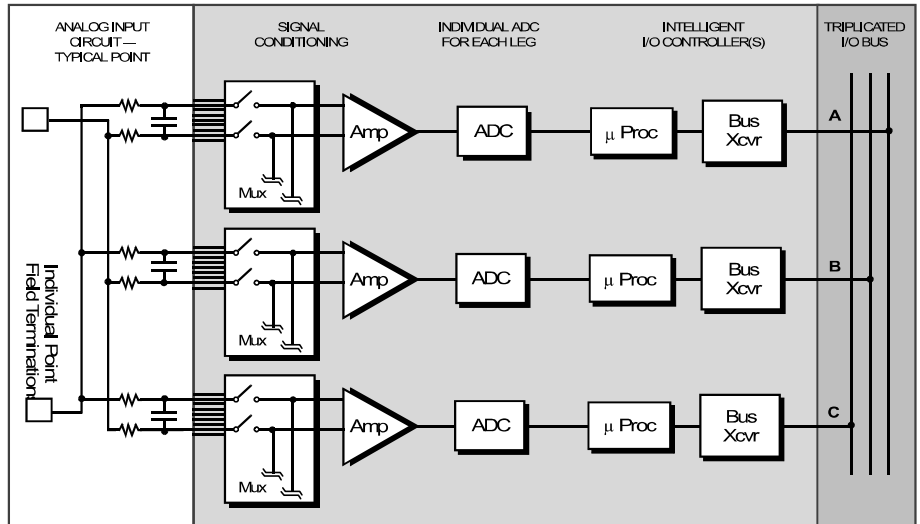 ANALOG INPUT
CIRCUIT —
TYPICAL POINT
SIGNAL
CONDITIONING
INDIVIDUAL ADC
FOR EACH LEG
INTELLIGENT
I/O CONTROLLER(S)
TRIPLICATED
I/O BUS
Individual Point
Field Terminations
Mux
Amp
ADC
μ Proc
Bus
Xcvr
A
Mux
Amp
ADC
μ Proc
Bus
Xcvr
B
Mux
Amp
ADC
μ Proc
Bus
Xcvr
C